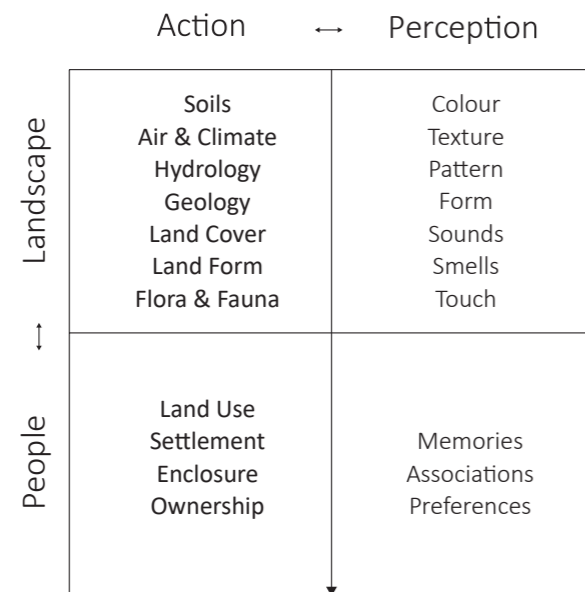 Action ↔ Perception
Landscape ↔ People
Soils
Air & Climate
Hydrology
Geology
Land Cover
Land Form
Flora & Fauna
Colour
Texture
Pattern
Form
Sounds
Smells
Touch
Land Use
Settlement
Enclosure
Ownership
Memories
Associations
Preferences